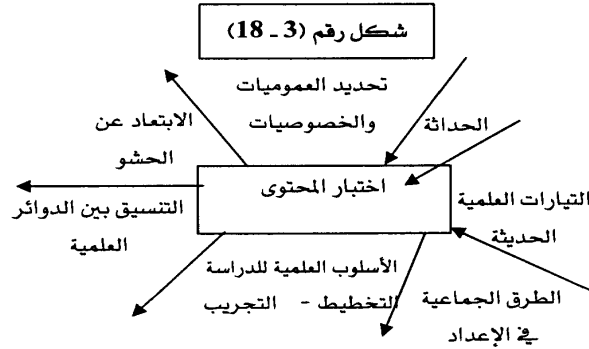 شكل رقم (3 ـ 18)
تحديد العموميات
والخصوصيات
الحداثة
الابتعاد عن
الحشو
اختبار المحتوى
التيارات العلمية
الحديثة
التنسيق بين الدوائر
العلمية
الأسلوب العلمية للدراسة
التخطيط - التجريب
الطرق الجماعية
في الإعداد